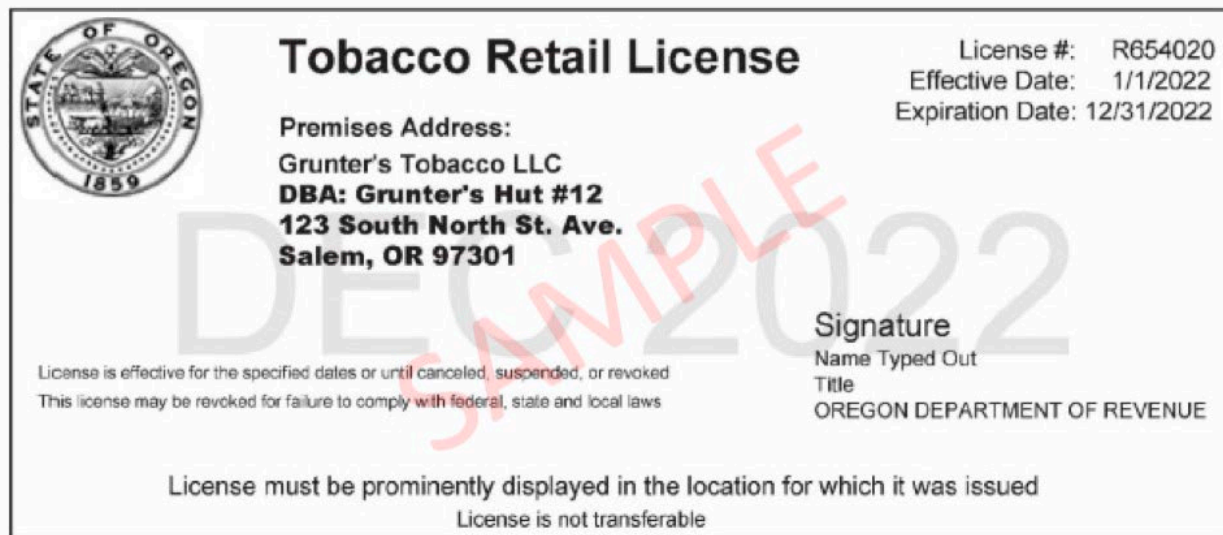 STATE OF OREGON
1859
Tobacco Retail License
License #: R654020
Effective Date: 1/1/2022
Expiration Date: 12/31/2022
Premises Address:
Grunter's Tobacco LLC
DBA: Grunter's Hut #12
123 South North St. Ave.
Salem, OR 97301
DEC 2022
SAMPLE
License is effective for the specified dates or until canceled, suspended, or revoked
This license may be revoked for failure to comply with federal, state and local laws
Signature
Name Typed Out
Title
OREGON DEPARTMENT OF REVENUE
License must be prominently displayed in the location for which it was issued
License is not transferable